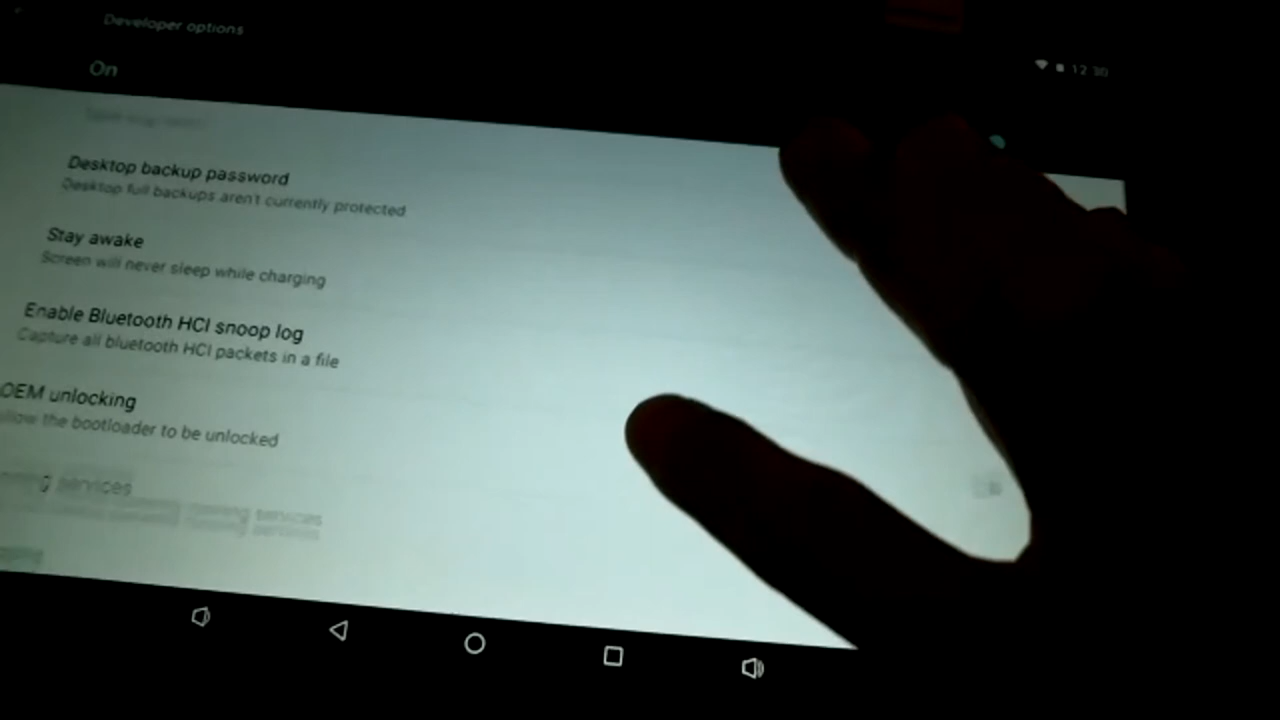 Developer options
12:30
On
Desktop backup password
Desktop full backups aren't currently protected
Stay awake
Screen will never sleep while charging
Enable Bluetooth HCI snoop log
Capture all bluetooth HCI packets in a file
OEM unlocking
the bootloader to be unlocked
services
running services